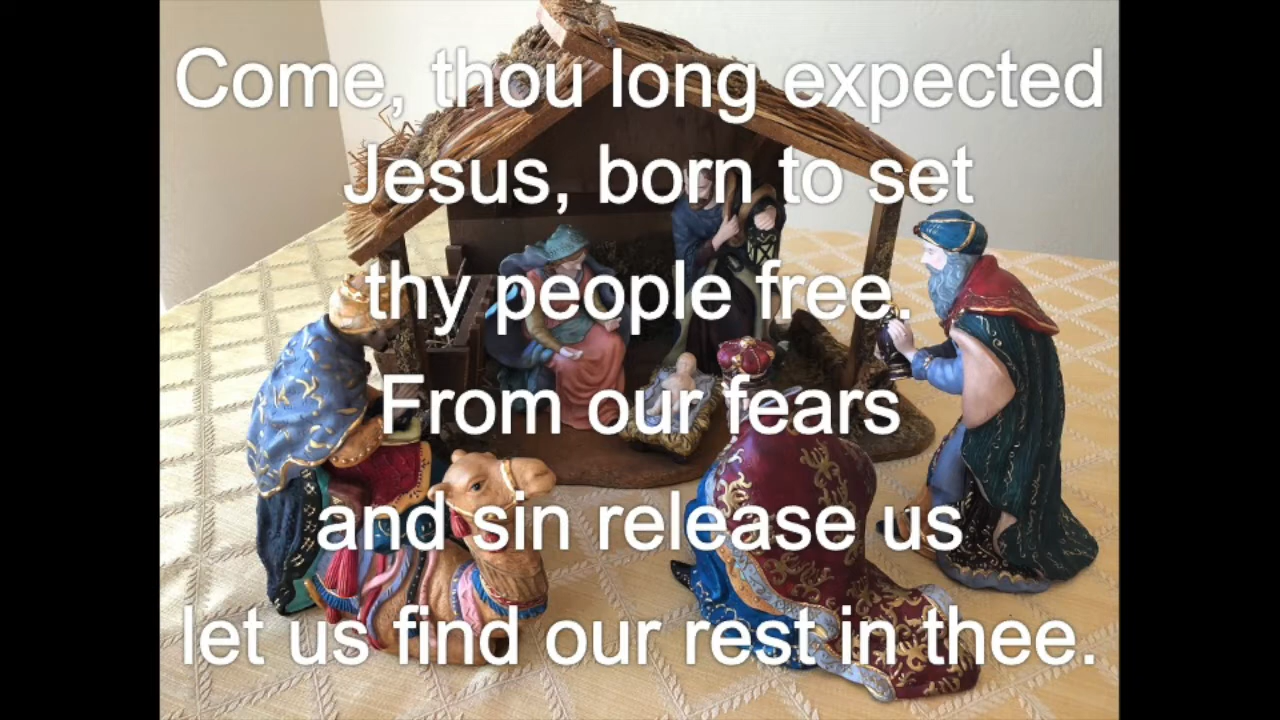 Come, thou long expected
Jesus, born to set
thy people free.
From our fears
and sin release us
let us find our rest in thee.